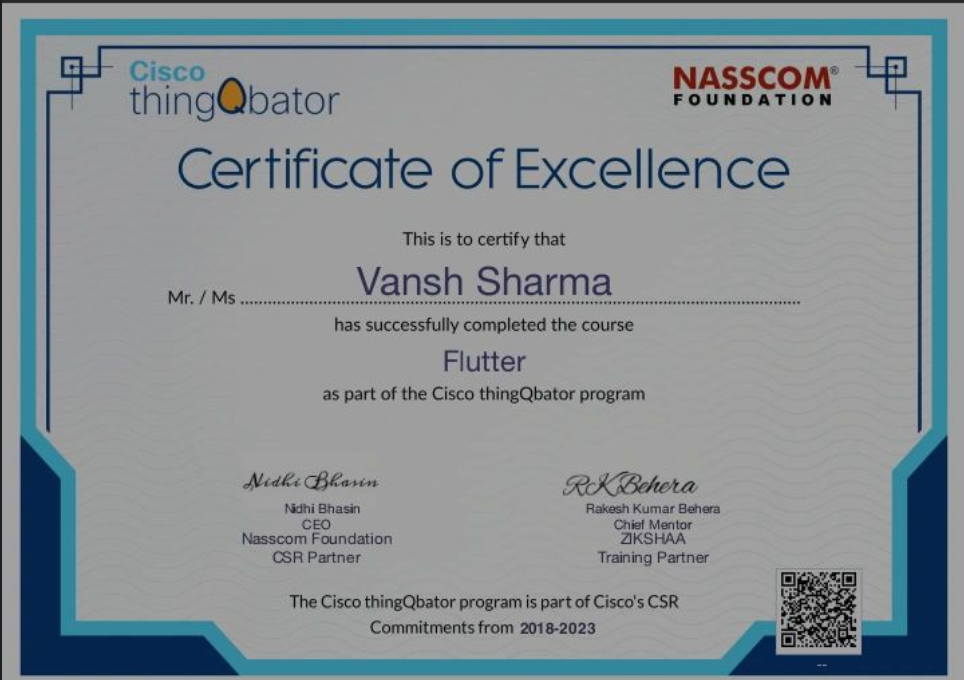 Cisco
thingQbator
NASSCOM®
FOUNDATION
Certificate of Excellence
This is to certify that
Mr. / Ms Vansh Sharma
has successfully completed the course
Flutter
as part of the Cisco thingQbator program
Nidhi Bhasin
Nidhi Bhasin
CEO
Nasscom Foundation
CSR Partner
RK Behera
Rakesh Kumar Behera
Chief Mentor
ZIKSHAA
Training Partner
The Cisco thingQbator program is part of Cisco's CSR
Commitments from 2018-2023
--